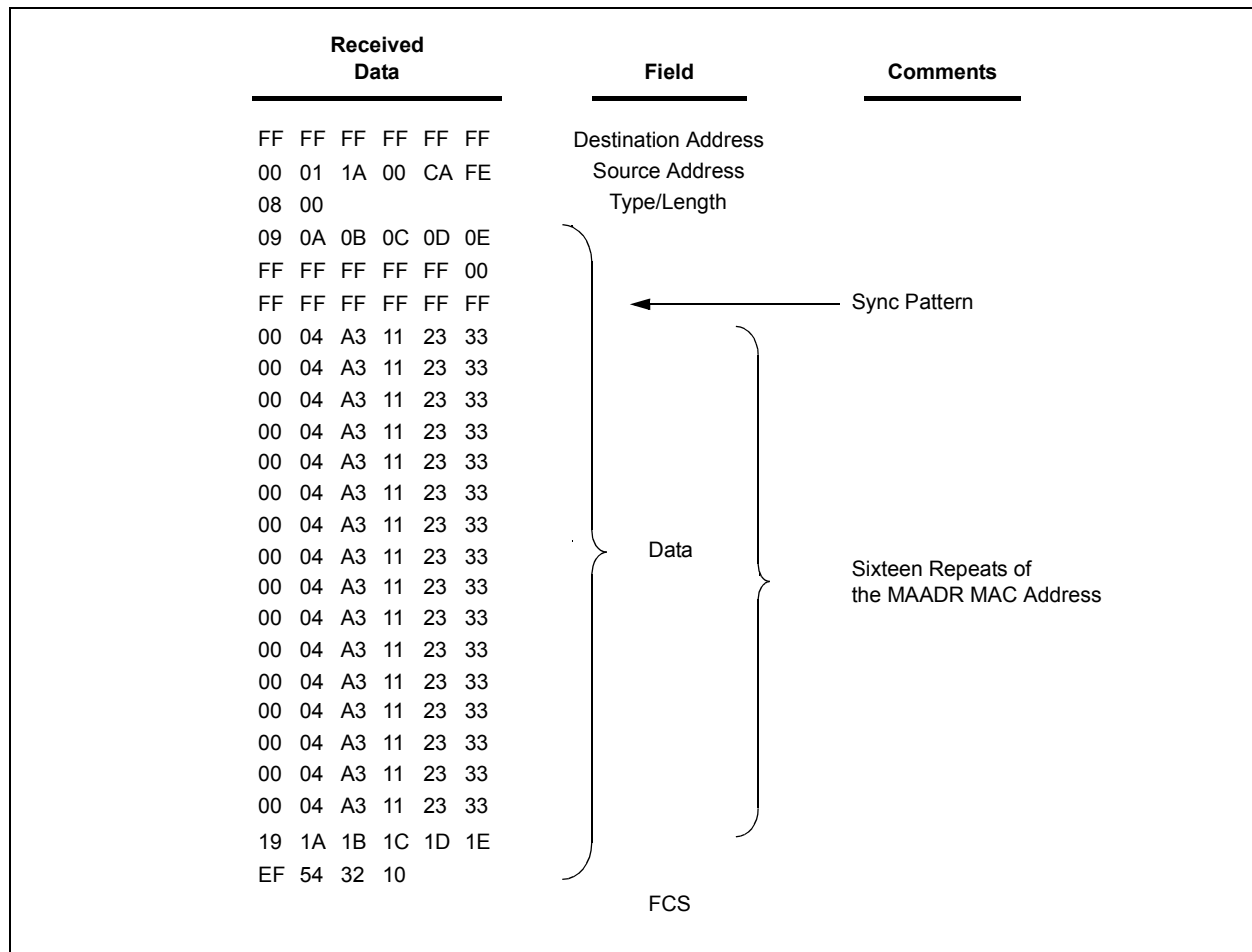 Received
Data
Field
Comments
FF FF FF FF FF FF
Destination Address
00 01 1A 00 CA FE
Source Address
08 00
Type/Length
09 0A 0B 0C 0D 0E
FF FF FF FF FF 00
FF FF FF FF FF FF
Sync Pattern
00 04 A3 11 23 33
00 04 A3 11 23 33
00 04 A3 11 23 33
00 04 A3 11 23 33
00 04 A3 11 23 33
00 04 A3 11 23 33
00 04 A3 11 23 33
00 04 A3 11 23 33
Data
00 04 A3 11 23 33
Sixteen Repeats of
the MAADR MAC Address
00 04 A3 11 23 33
00 04 A3 11 23 33
00 04 A3 11 23 33
00 04 A3 11 23 33
00 04 A3 11 23 33
00 04 A3 11 23 33
00 04 A3 11 23 33
19 1A 1B 1C 1D 1E
EF 54 32 10
FCS